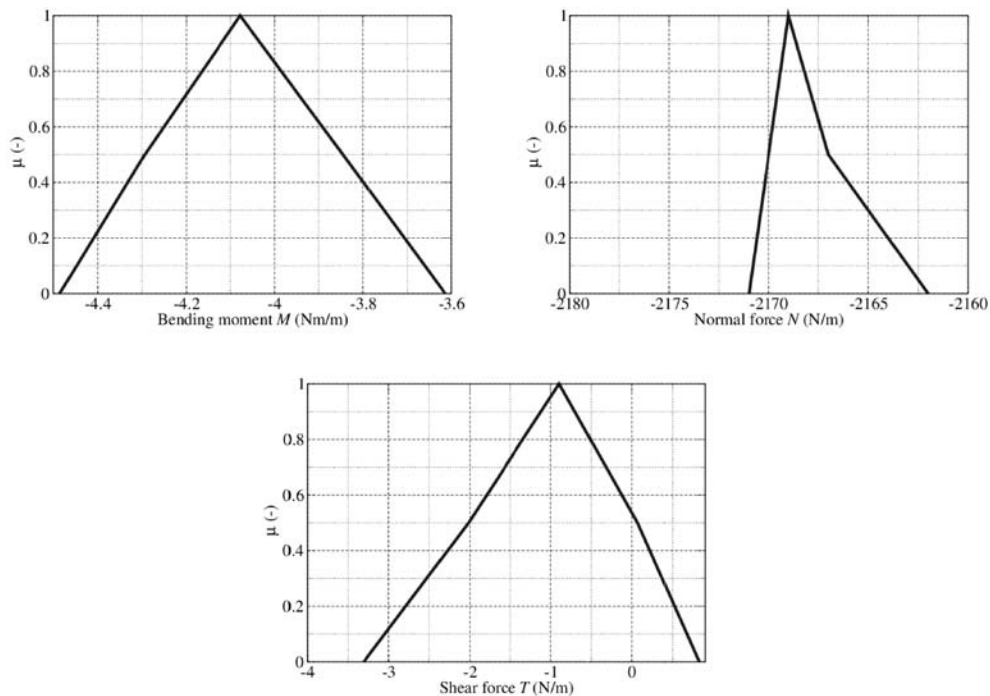 1
0.8
0.6
0.4
0.2
0
μ (-)
-4.4 -4.2 -4 -3.8 -3.6
Bending moment M (Nm/m)
1
0.8
0.6
0.4
0.2
0
μ (-)
-2180 -2175 -2170 -2165 -2160
Normal force N (N/m)
1
0.8
0.6
0.4
0.2
0
μ (-)
-4 -3 -2 -1 0
Shear force T (N/m)